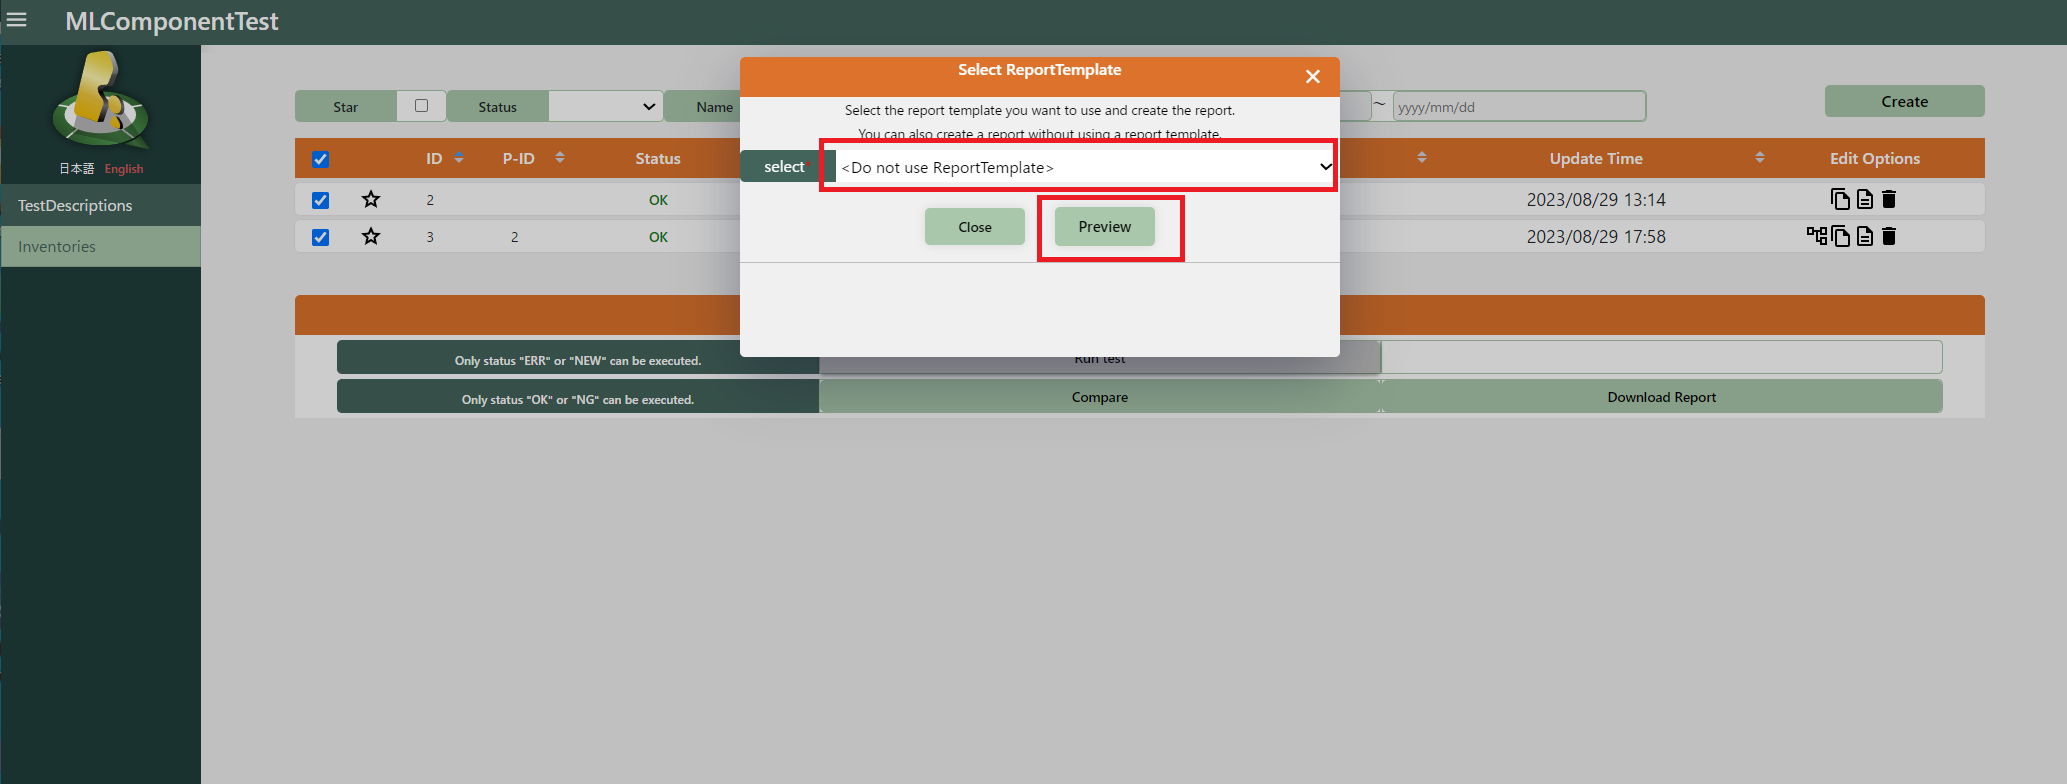 MLComponentTest
日本語 English
TestDescriptions
Inventories
Star Status Name ~ yyyy/mm/dd Create
ID P-ID Status Update Time Edit Options
2 OK 2023/08/29 13:14
3 2 OK 2023/08/29 17:58
Select ReportTemplate
Select the report template you want to use and create the report.
You can also create a report without using a report template.
select* <Do not use ReportTemplate>
Close Preview
Only status "ERR" or "NEW" can be executed. Run test
Only status "OK" or "NG" can be executed. Compare Download Report